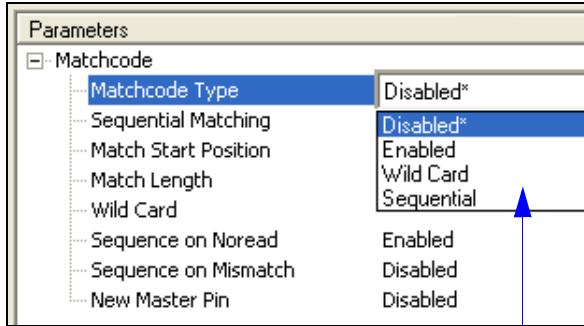 Parameters
Matchcode
Matchcode Type Disabled*
Sequential Matching Disabled*
Match Start Position Enabled
Match Length Wild Card
Wild Card Sequential
Sequence on Noread Enabled
Sequence on Mismatch Disabled
New Master Pin Disabled